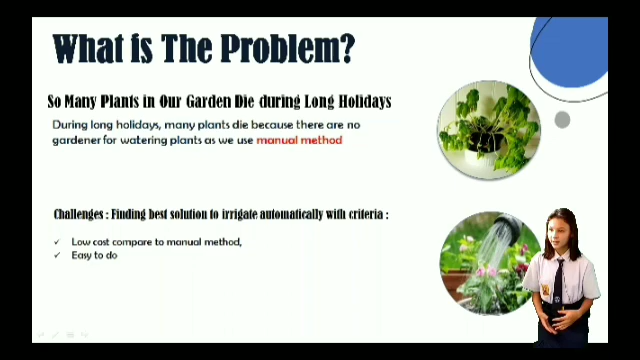 What is The Problem?
So Many Plants in Our Garden Die during Long Holidays
During long holidays, many plants die because there are no
gardener for watering plants as we use manual method
Challenges : Finding best solution to irrigate automatically with criteria :
✓ Low cost compare to manual method,
✓ Easy to do